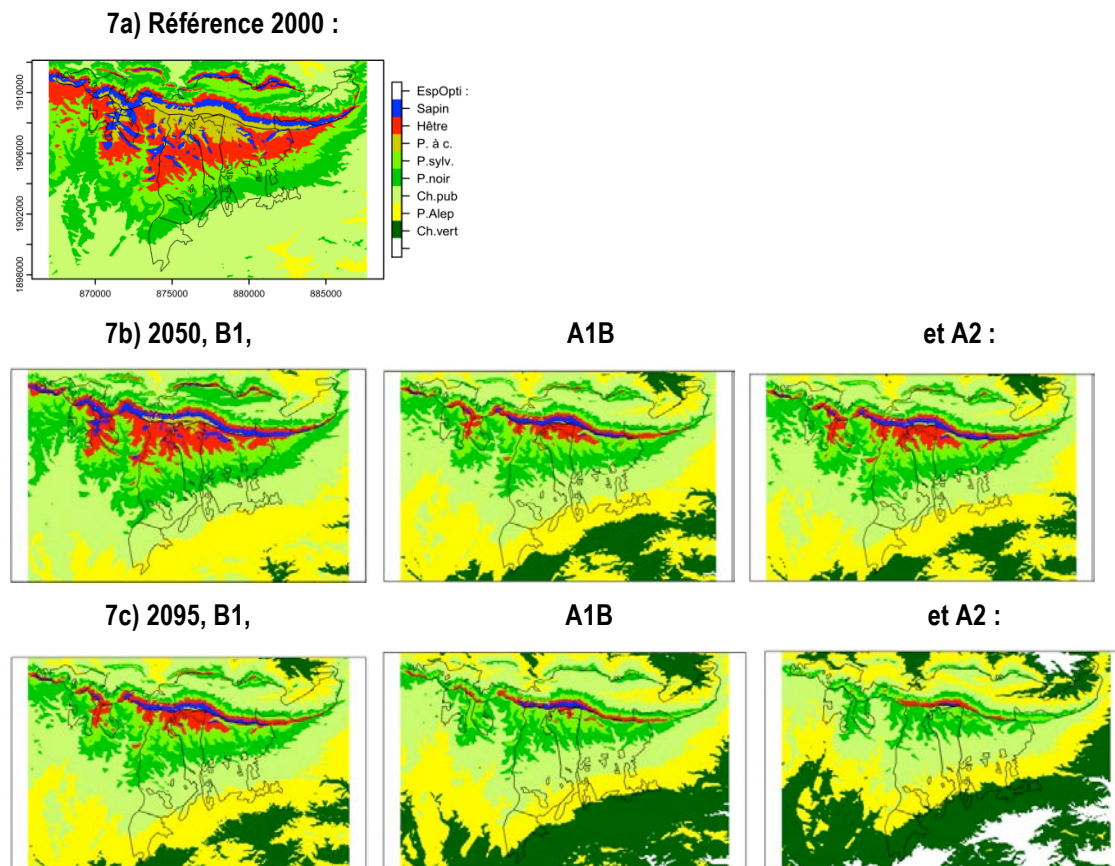 7a) Référence 2000 :
1910000
1906000
1902000
1898000
870000 875000 880000 885000
EspOpti :
Sapin
Hêtre
P. à c.
P.sylv.
P.noir
Ch.pub
P.Alep
Ch.vert
7b) 2050, B1, A1B et A2 :
7c) 2095, B1, A1B et A2 :